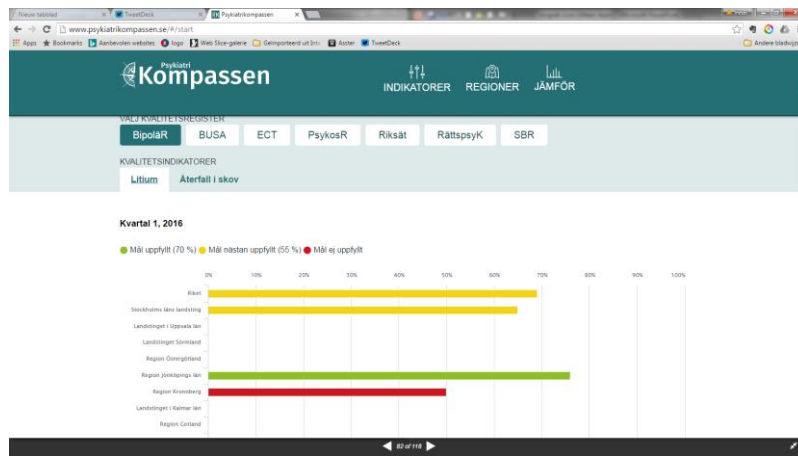 Nieuw tabblad
TweetDeck
Psykiatrikompassen
www.psykiatrikompassen.se/#/start
Apps
Bookmarks
Aanbevolen websites
logo
Web Slice-galerie
Geïmporteerd uit Inte
Asster
TweetDeck
Andere bladwijz
Psykiatri
Kompassen
INDIKATORER
REGIONER
JÄMFÖR
VÄLJ KVALITETSREGISTER
BipoläR
BUSA
ECT
PsykosR
Riksät
RättspsyK
SBR
KVALITETSINDIKATORER
Litium
Återfall i skov
Kvartal 1, 2016
Mål uppfyllt (70 %) Mål nästan uppfyllt (55 %) Mål ej uppfyllt
0% 10% 20% 30% 40% 50% 60% 70% 80% 90% 100%
Riket
Stockholms läns landsting
Landstinget i Uppsala län
Landstinget Sörmland
Region Östergötland
Region Jönköpings län
Region Kronoberg
Landstinget i Kalmar län
Region Gotland
82 of 118